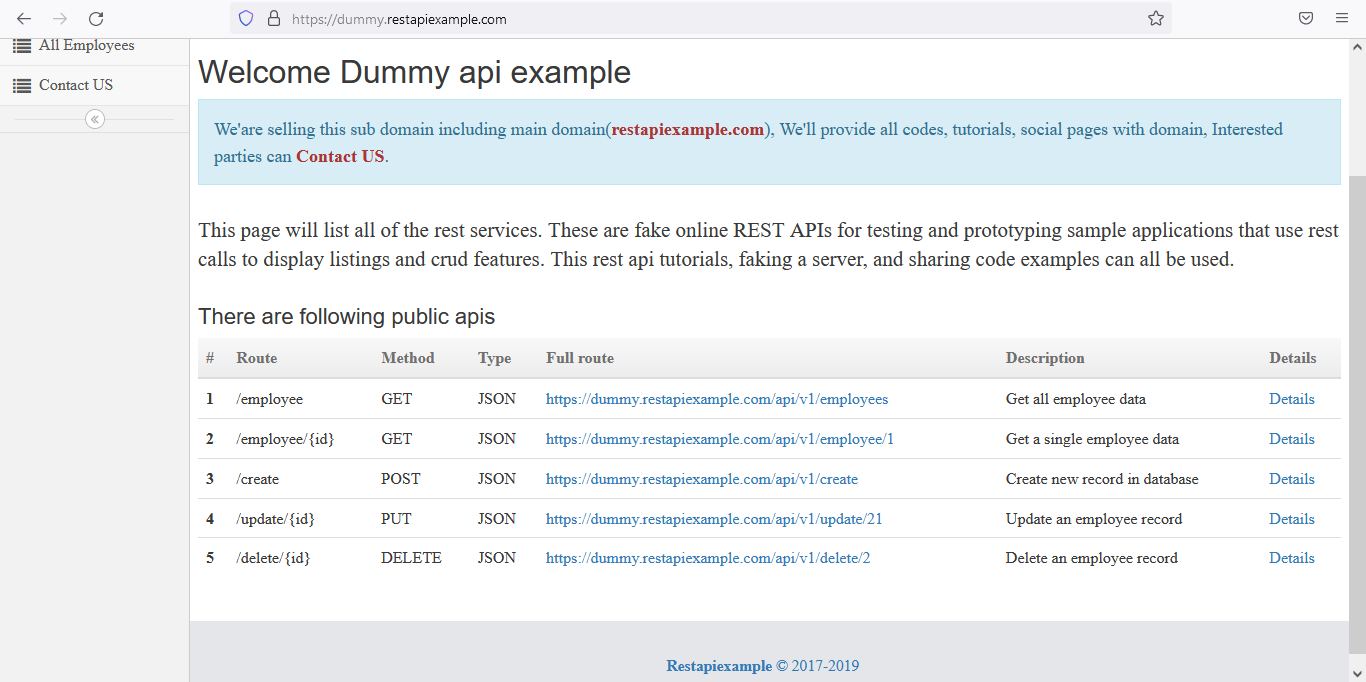 https://dummy.restapiexample.com
All Employees
Contact US
Welcome Dummy api example
We'are selling this sub domain including main domain(restapiexample.com), We'll provide all codes, tutorials, social pages with domain, Interested
parties can Contact US.
This page will list all of the rest services. These are fake online REST APIs for testing and prototyping sample applications that use rest
calls to display listings and crud features. This rest api tutorials, faking a server, and sharing code examples can all be used.
There are following public apis
# Route Method Type Full route Description Details
1 /employee GET JSON https://dummy.restapiexample.com/api/v1/employees Get all employee data Details
2 /employee/{id} GET JSON https://dummy.restapiexample.com/api/v1/employee/1 Get a single employee data Details
3 /create POST JSON https://dummy.restapiexample.com/api/v1/create Create new record in database Details
4 /update/{id} PUT JSON https://dummy.restapiexample.com/api/v1/update/21 Update an employee record Details
5 /delete/{id} DELETE JSON https://dummy.restapiexample.com/api/v1/delete/2 Delete an employee record Details
Restapiexample © 2017-2019